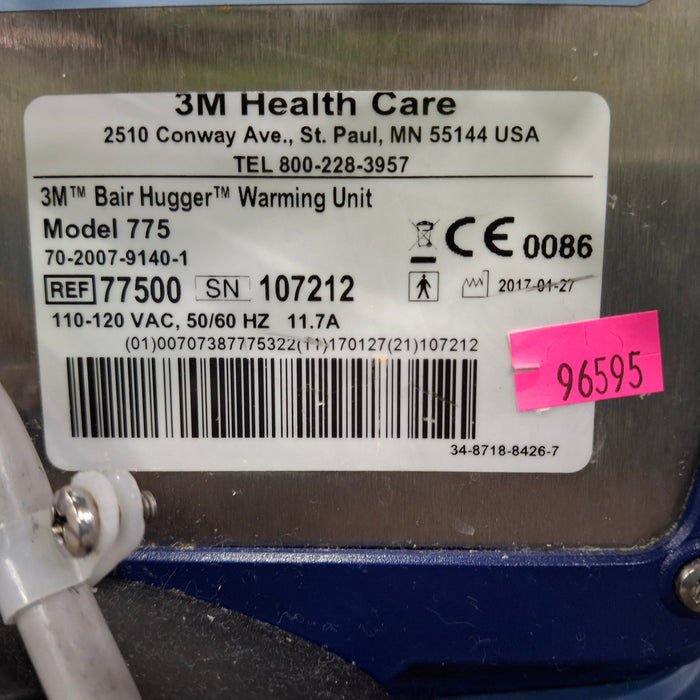 3M Health Care
2510 Conway Ave., St. Paul, MN 55144 USA
TEL 800-228-3957
3M™ Bair Hugger™ Warming Unit
Model 775
70-2007-9140-1
CE 0086
REF 77500 SN 107212
2017-01-27
110-120 VAC, 50/60 HZ 11.7A
(01)00707387775322(11)170127(21)107212
96595
34-8718-8426-7